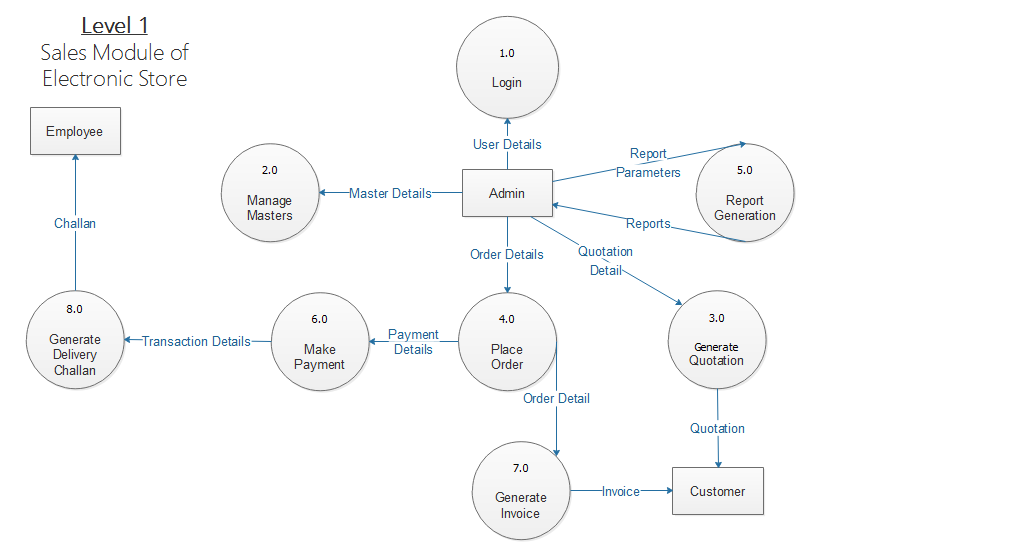 Level 1
Sales Module of
Electronic Store
1.0
Login
Employee
User Details
Report
Parameters
2.0
Manage
Masters
Master Details
Admin
5.0
Report
Generation
Challan
Reports
Order Details
Quotation
Detail
8.0
Generate
Delivery
Challan
Transaction Details
6.0
Make
Payment
Payment
Details
4.0
Place
Order
3.0
Generate
Quotation
Order Detail
Quotation
7.0
Generate
Invoice
Invoice
Customer